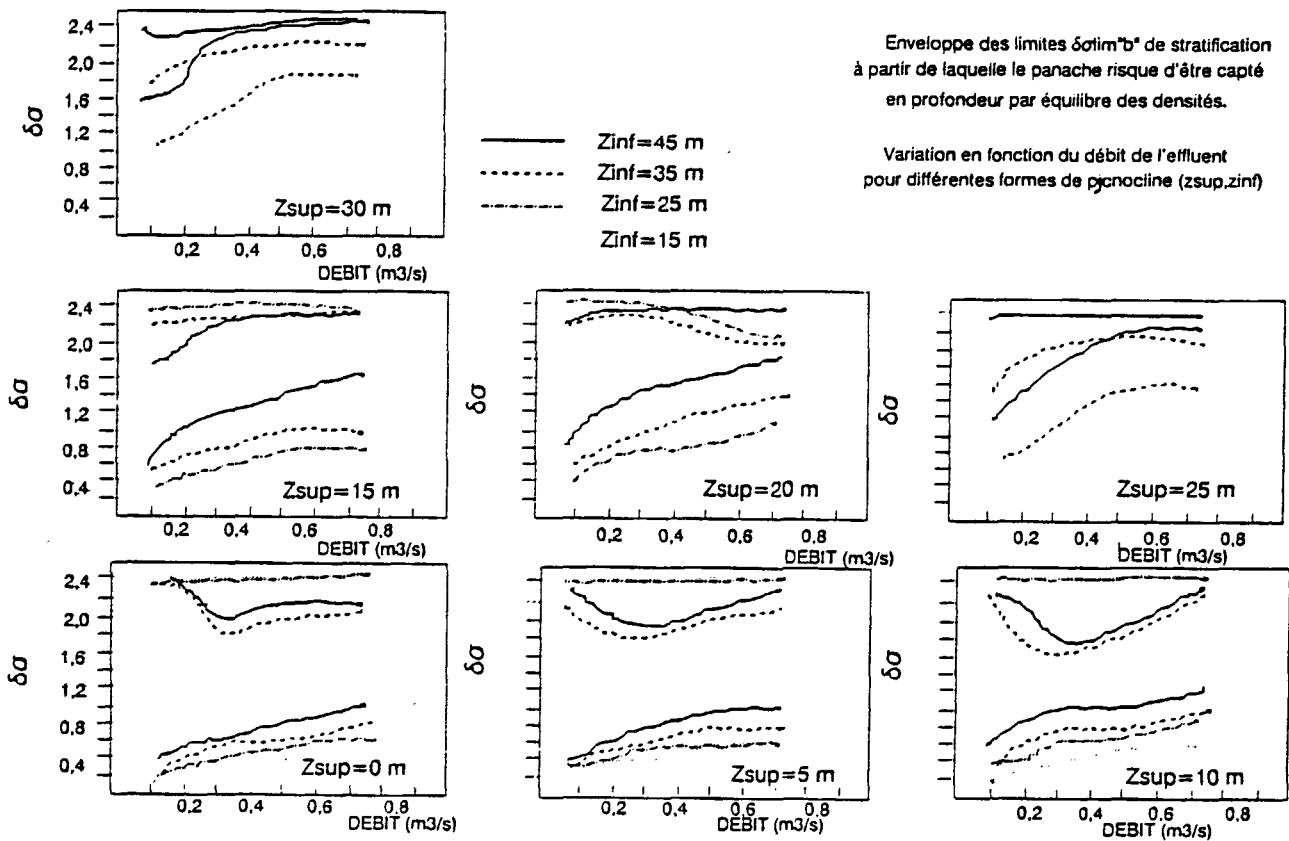 Enveloppe des limites δσlim"b" de stratification
à partir de laquelle le panache risque d'être capté
en profondeur par équilibre des densités.
Variation en fonction du débit de l'effluent
pour différentes formes de picnocline (zsup,zinf)
Zinf=45 m
Zinf=35 m
Zinf=25 m
Zinf=15 m
δσ
2,4
2,0
1,6
1,2
0,8
0,4
Zsup=30 m
0,2 0,4 0,6 0,8
DEBIT (m3/s)
δσ
2,4
2,0
1,6
1,2
0,8
0,4
Zsup=15 m
0,2 0,4 0,6 0,8
DEBIT (m3/s)
δσ
Zsup=20 m
0,2 0,4 0,6 0,8
DEBIT (m3/s)
δσ
Zsup=25 m
0,2 0,4 0,6 0,8
DEBIT (m3/s)
δσ
2,4
2,0
1,6
1,2
0,8
0,4
Zsup=0 m
0,2 0,4 0,6 0,8
DEBIT (m3/s)
δσ
Zsup=5 m
0,2 0,4 0,6 0,8
DEBIT (m3/s)
δσ
Zsup=10 m
0,2 0,4 0,6 0,8
DEBIT (m3/s)